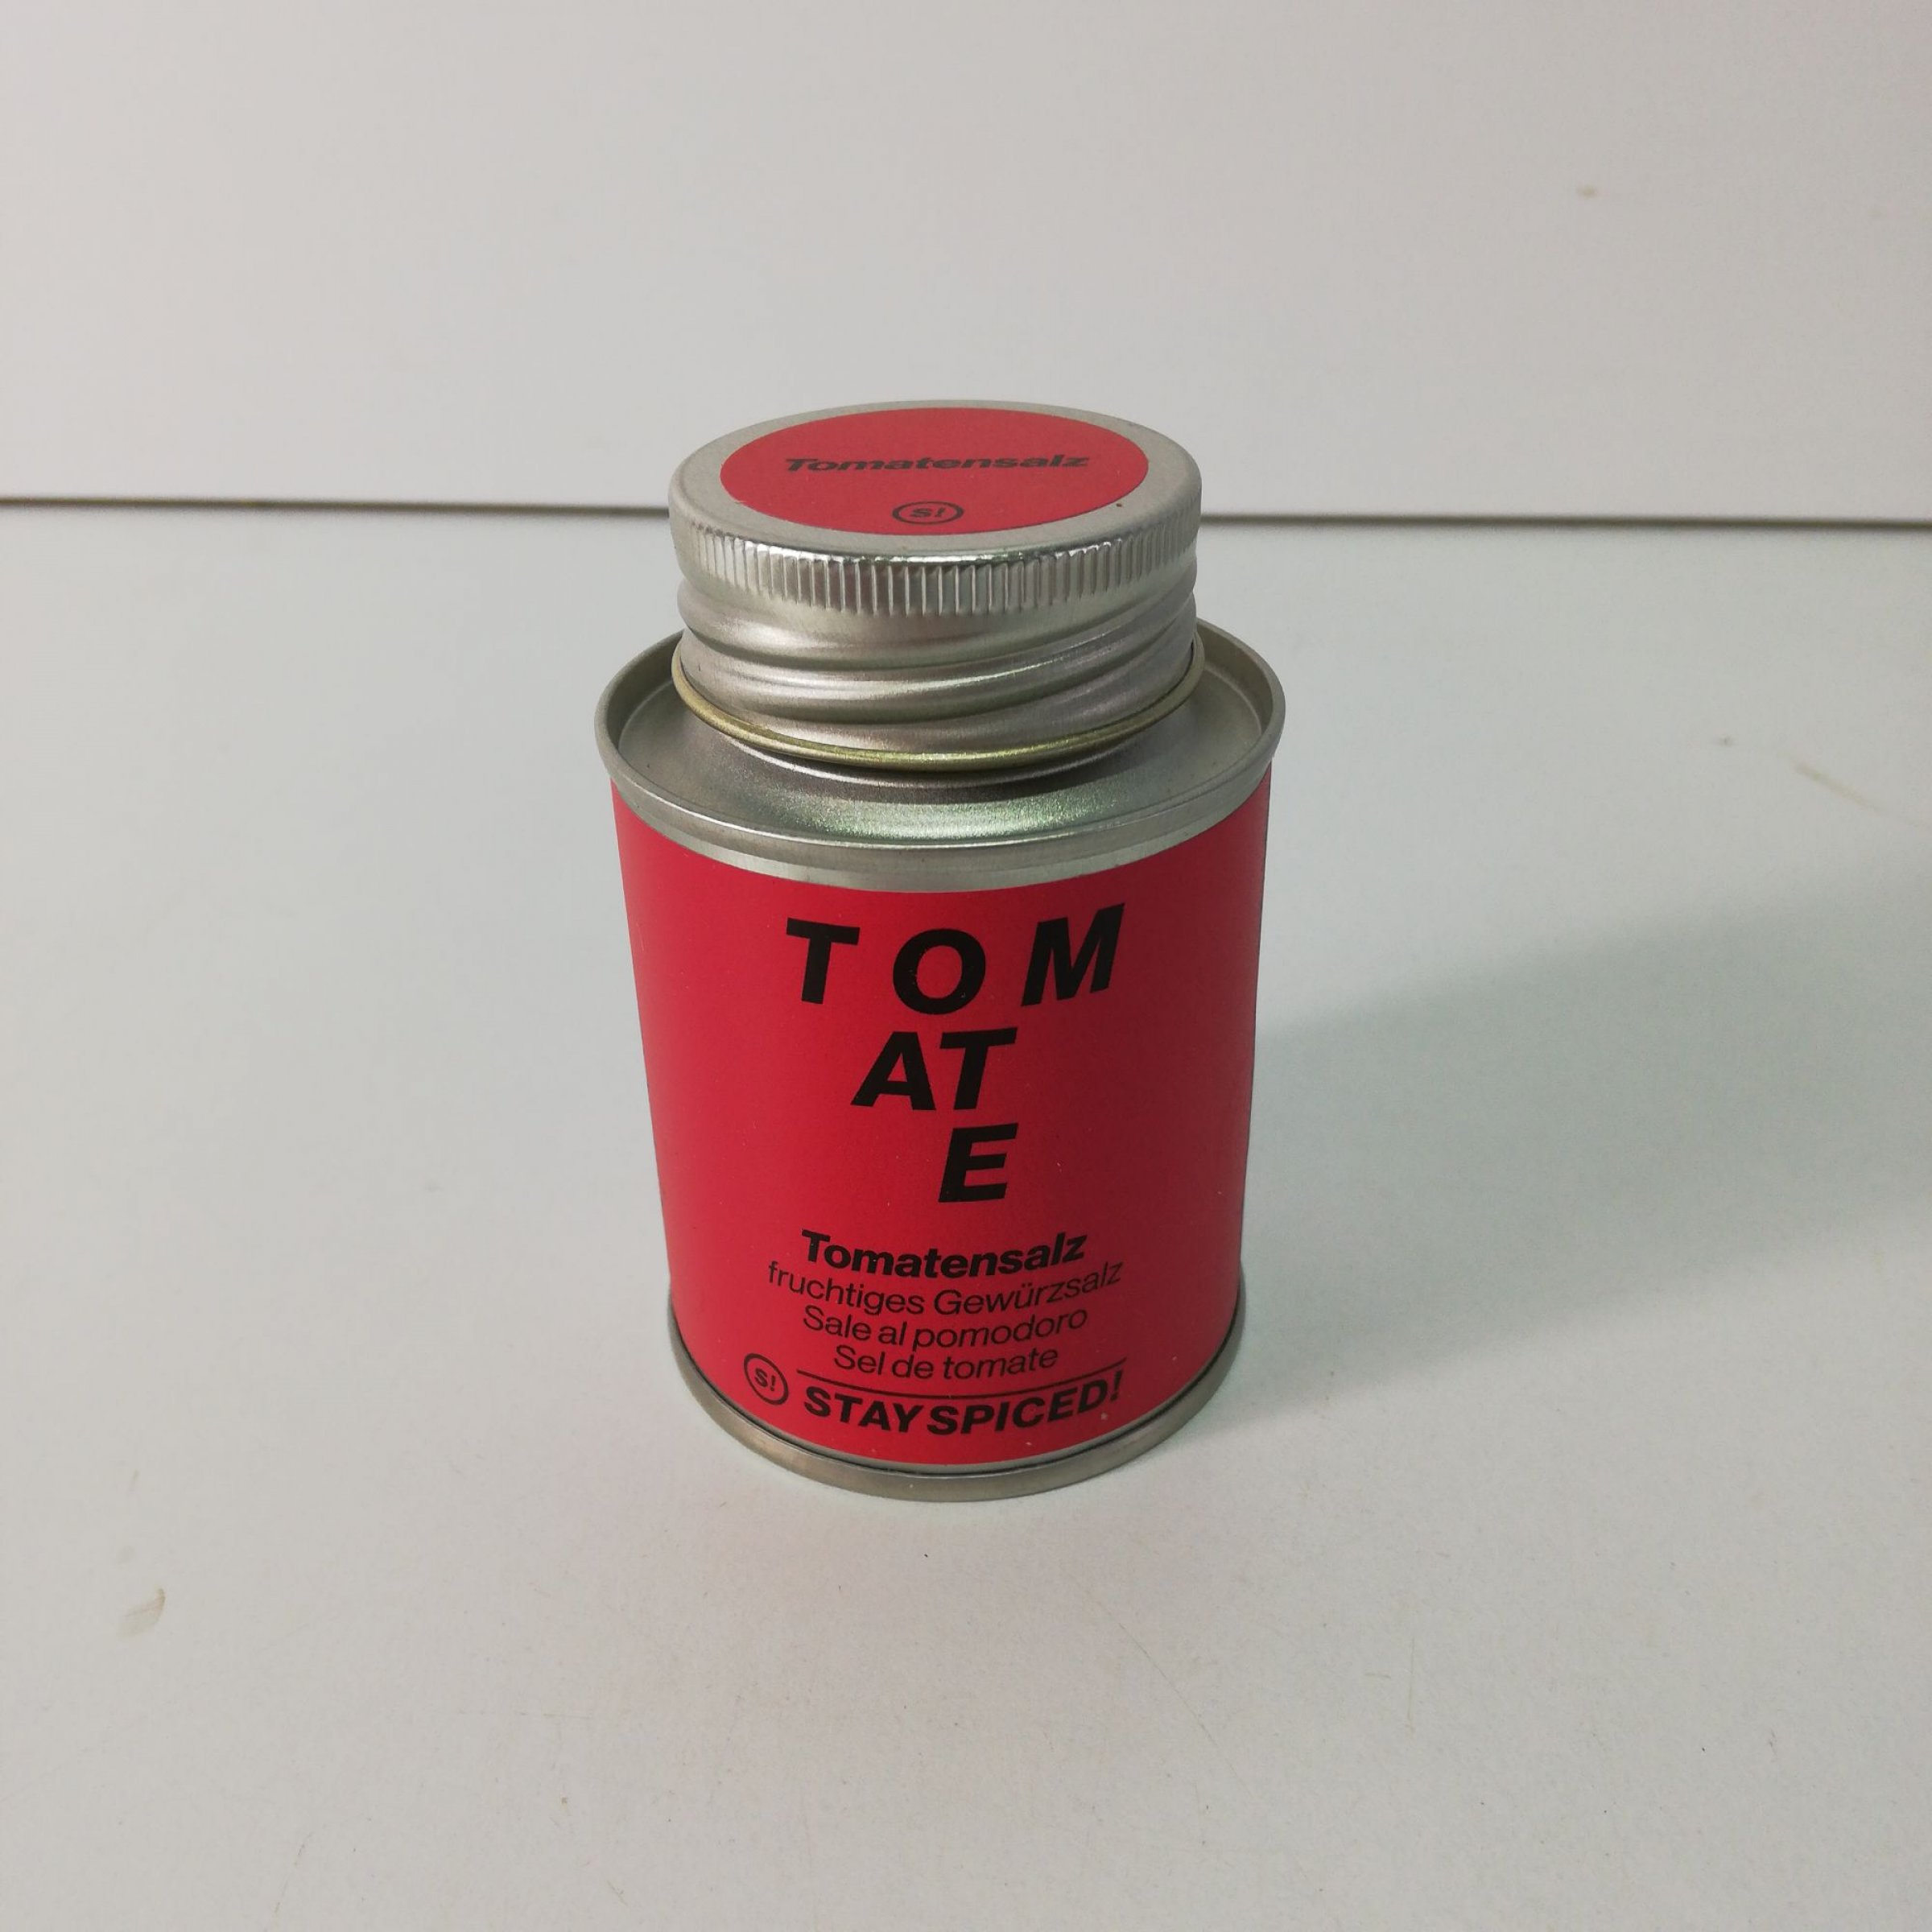 Tomatensalz
S!
TOM
AT
E
Tomatensalz
fruchtiges Gewürzsalz
Sale al pomodoro
Sel de tomate
S! STAY SPICED!